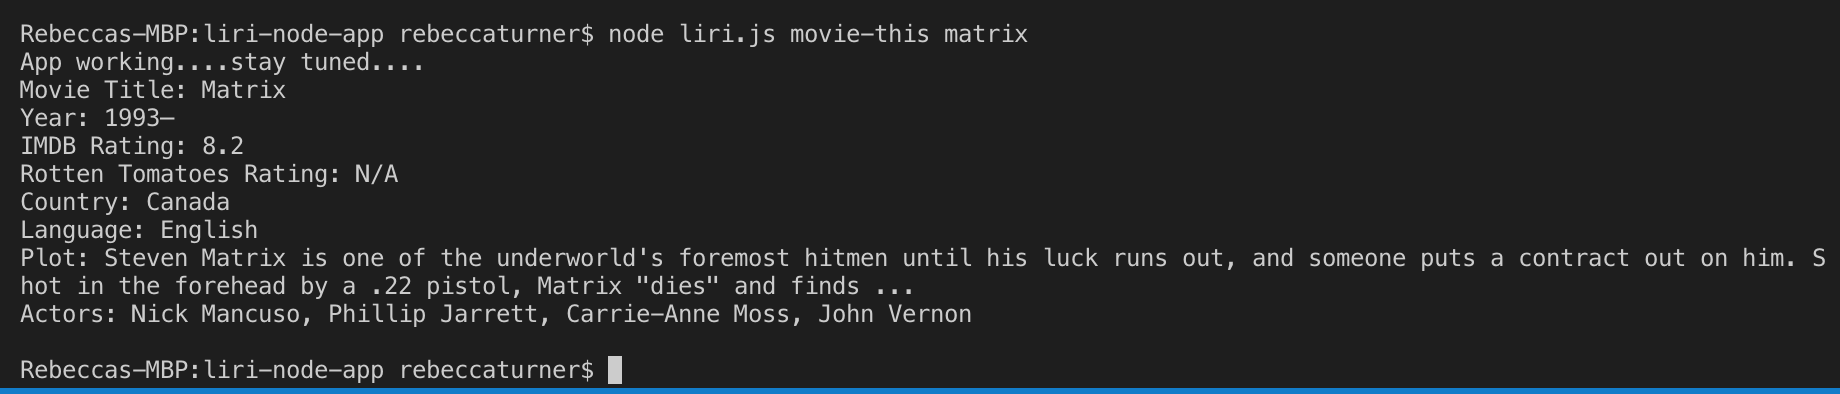 Rebeccas-MBP:liri-node-app rebeccaturner$ node liri.js movie-this matrix
App working....stay tuned....
Movie Title: Matrix
Year: 1993–
IMDB Rating: 8.2
Rotten Tomatoes Rating: N/A
Country: Canada
Language: English
Plot: Steven Matrix is one of the underworld's foremost hitmen until his luck runs out, and someone puts a contract out on him. S
hot in the forehead by a .22 pistol, Matrix "dies" and finds ...
Actors: Nick Mancuso, Phillip Jarrett, Carrie-Anne Moss, John Vernon
Rebeccas-MBP:liri-node-app rebeccaturner$